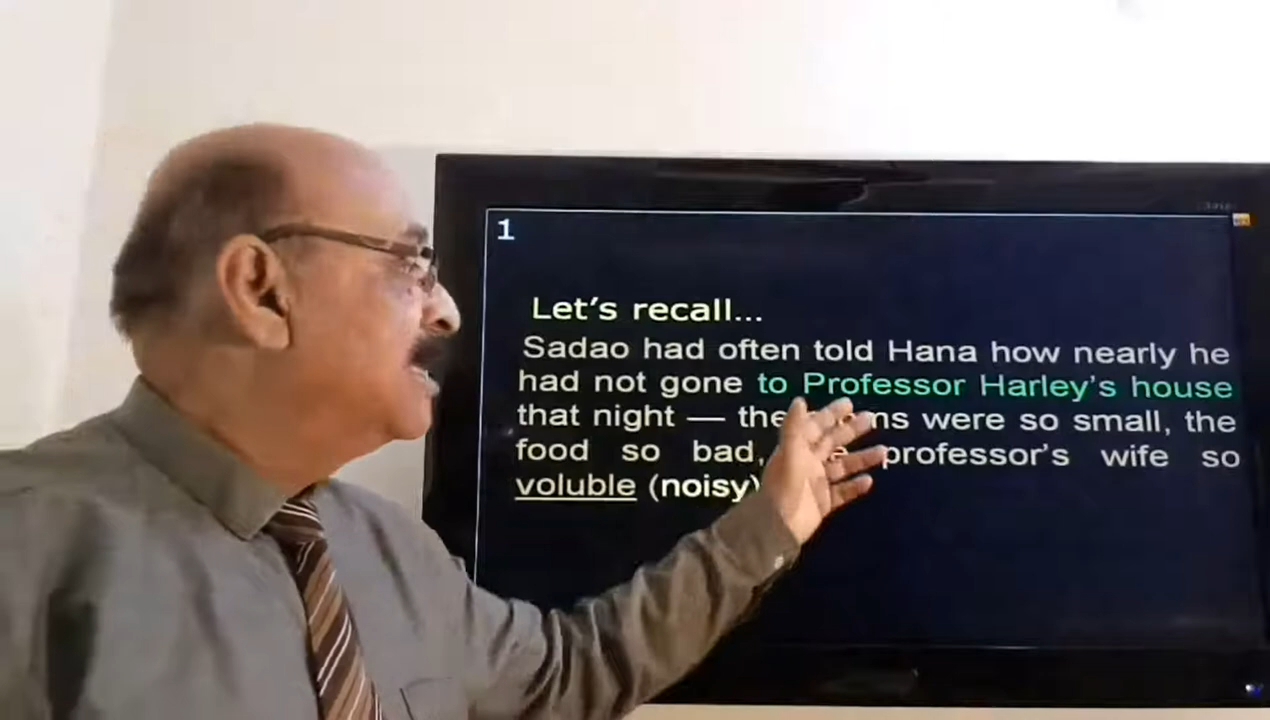 1
Let's recall...
Sadao had often told Hana how nearly he
had not gone to Professor Harley's house
that night — the were so small, the
food so bad, professor's wife so
voluble (noisy)